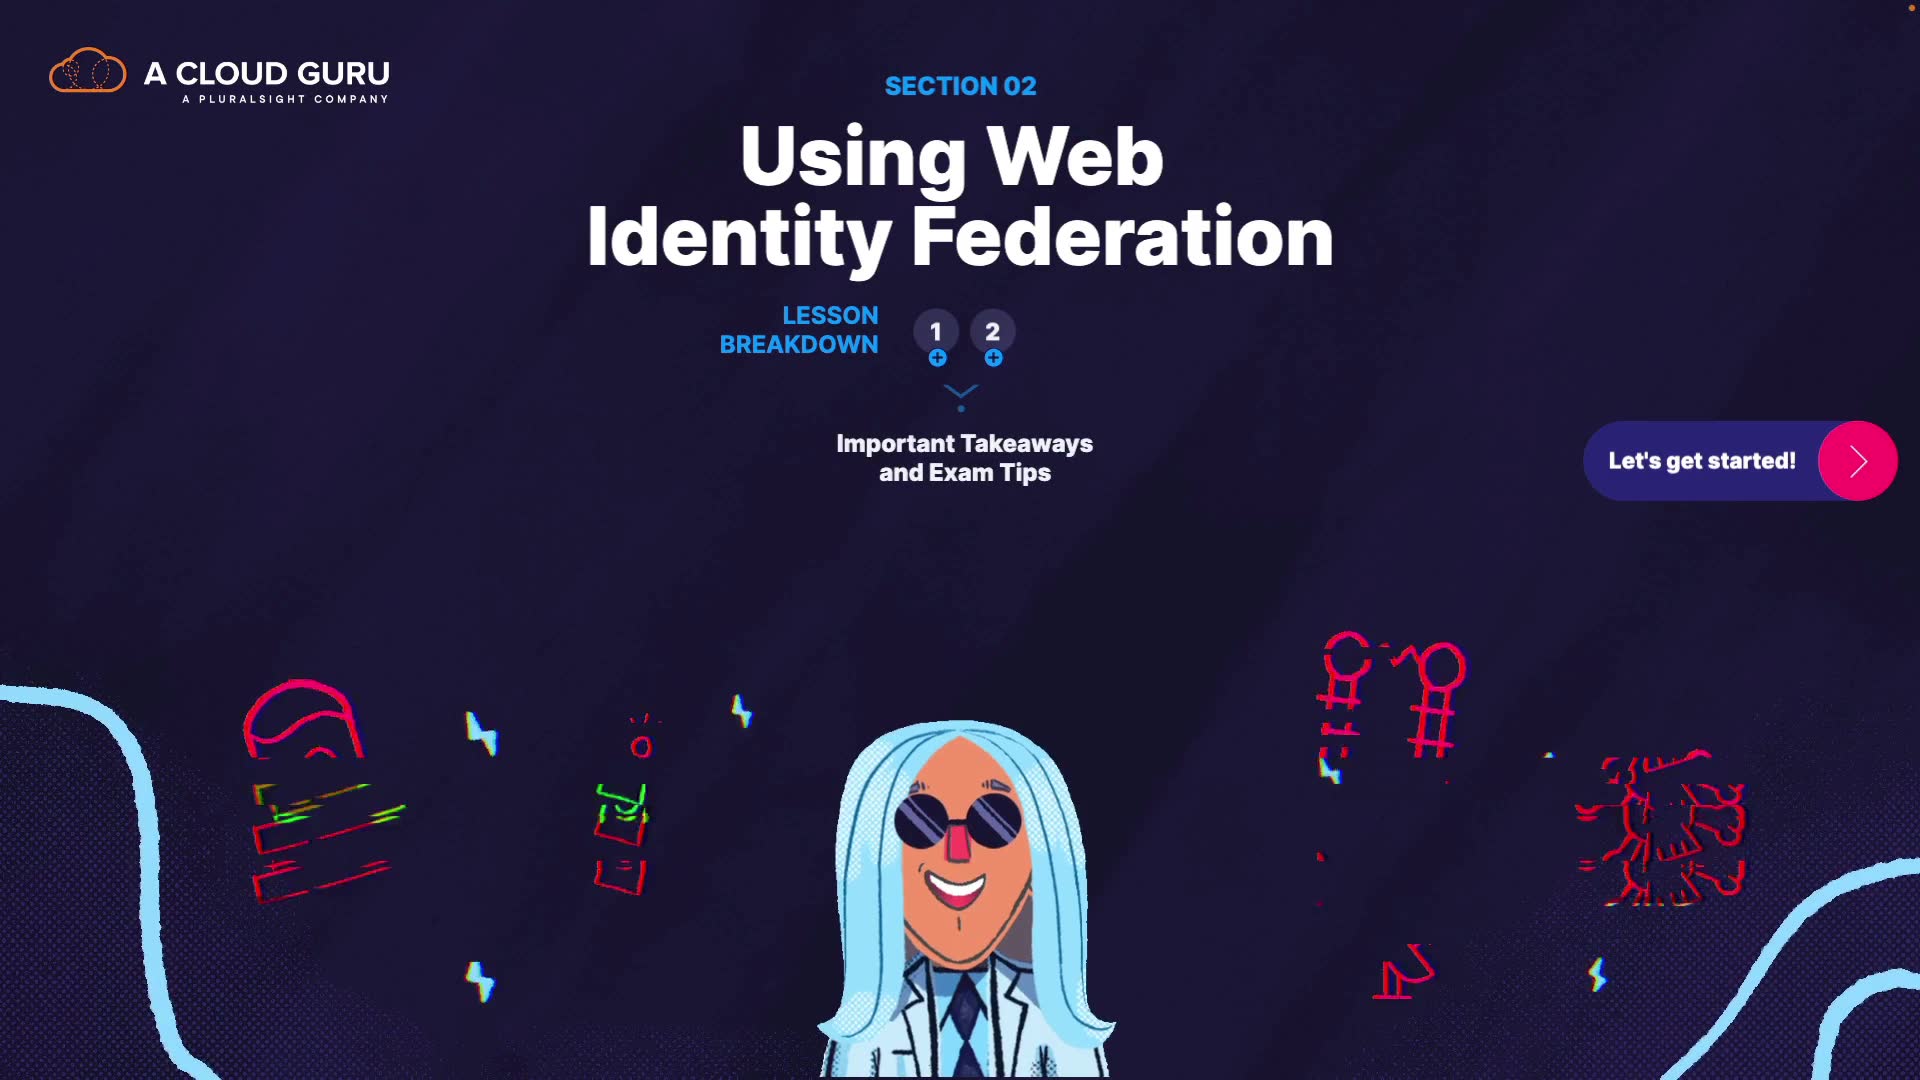 A CLOUD GURU
A PLURALSIGHT COMPANY
SECTION 02
Using Web
Identity Federation
LESSON
BREAKDOWN
1 2
Important Takeaways
and Exam Tips
Let's get started!